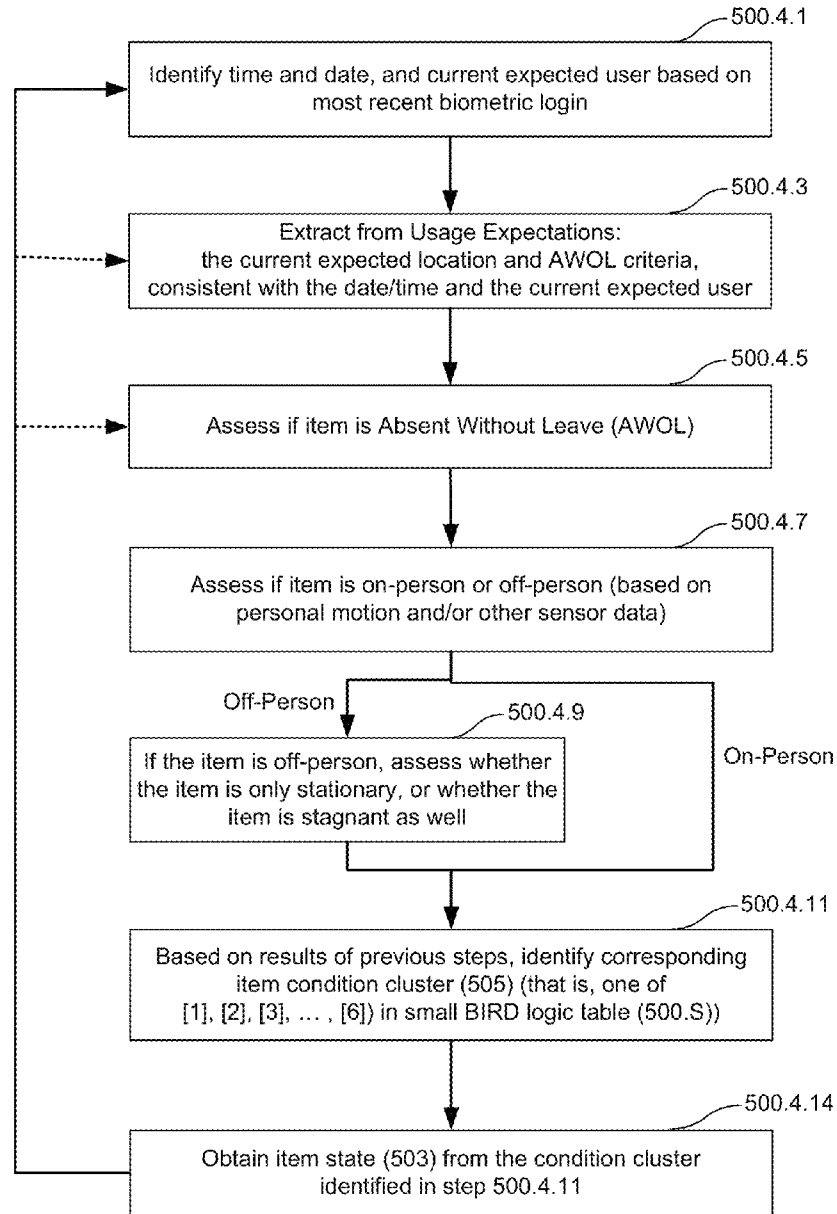 500.4.1
Identify time and date, and current expected user based on
most recent biometric login
500.4.3
Extract from Usage Expectations:
the current expected location and AWOL criteria,
consistent with the date/time and the current expected user
500.4.5
Assess if item is Absent Without Leave (AWOL)
500.4.7
Assess if item is on-person or off-person (based on
personal motion and/or other sensor data)
Off-Person
500.4.9
If the item is off-person, assess whether
the item is only stationary, or whether the
item is stagnant as well
On-Person
500.4.11
Based on results of previous steps, identify corresponding
item condition cluster (505) (that is, one of
[1], [2], [3], ... , [6]) in small BIRD logic table (500.S))
500.4.14
Obtain item state (503) from the condition cluster
identified in step 500.4.11